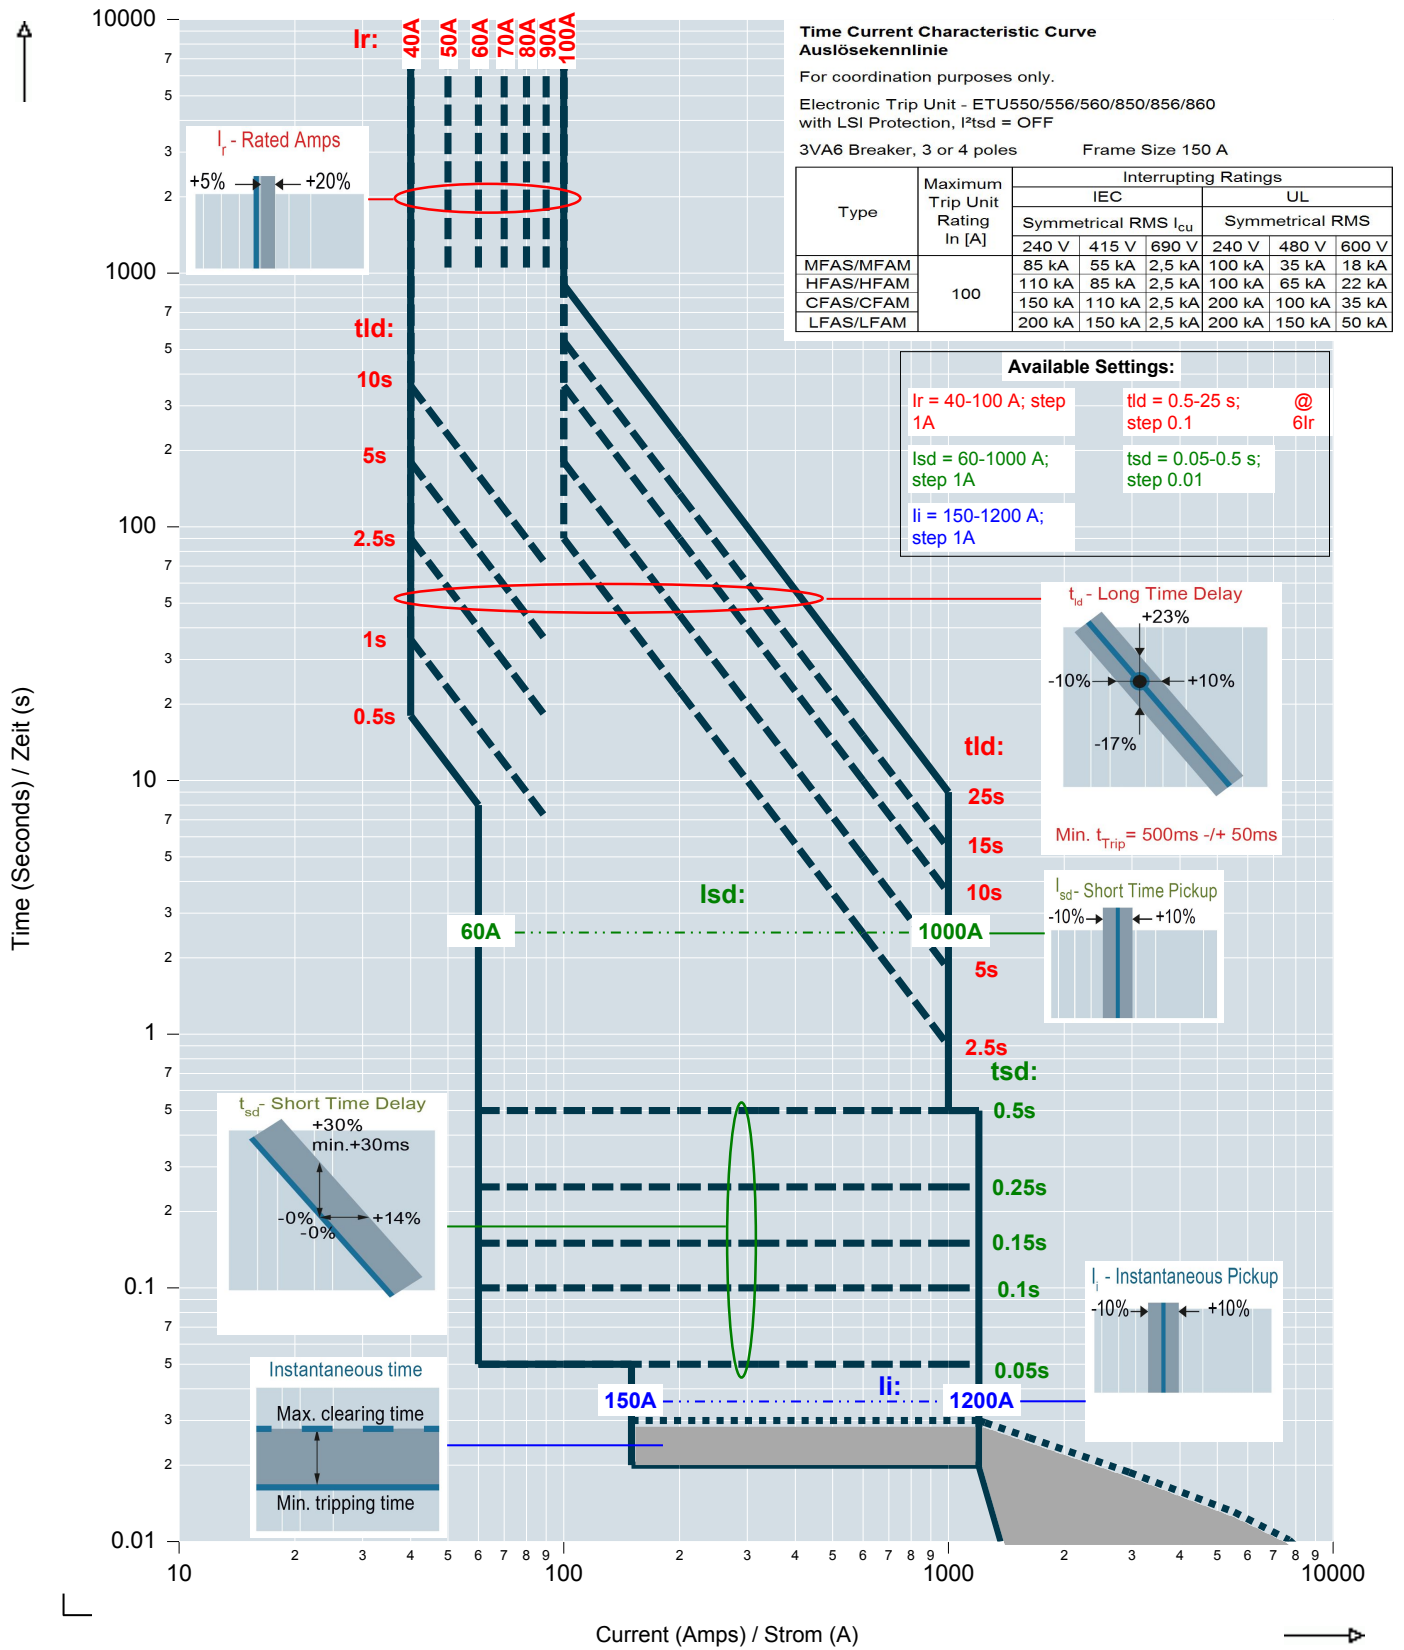 Time Current Characteristic Curve
Auslösekennlinie
For coordination purposes only.
Electronic Trip Unit - ETU550/556/560/850/856/860
with LSI Protection, I²tsd = OFF
3VA6 Breaker, 3 or 4 poles Frame Size 150 A
Type
Maximum
Trip Unit
Rating
In [A]
Interrupting Ratings
IEC UL
Symmetrical RMS Icu Symmetrical RMS
240 V 415 V 690 V 240 V 480 V 600 V
MFAS/MFAM 85 kA 55 kA 2,5 kA 100 kA 35 kA 18 kA
HFAS/HFAM 110 kA 85 kA 2,5 kA 100 kA 65 kA 22 kA
100
CFAS/CFAM 150 kA 110 kA 2,5 kA 200 kA 100 kA 35 kA
LFAS/LFAM 200 kA 150 kA 2,5 kA 200 kA 150 kA 50 kA
Available Settings:
Ir = 40-100 A; step
1A
tld = 0.5-25 s;
step 0.1
@
6Ir
Isd = 60-1000 A;
step 1A
tsd = 0.05-0.5 s;
step 0.01
Ii = 150-1200 A;
step 1A
Ir:
40A
50A
60A
70A
80A
90A
100A
Ir - Rated Amps
+5% +20%
tld:
10s
5s
2.5s
1s
0.5s
tld - Long Time Delay
+23%
-10% +10%
-17%
Min. tTrip= 500ms -/+ 50ms
tld:
25s
15s
10s
5s
2.5s
Isd:
60A
1000A
Isd- Short Time Pickup
-10% +10%
tsd:
0.5s
0.25s
0.15s
0.1s
0.05s
tsd- Short Time Delay
+30%
min.+30ms
-0% +14%
-0%
Ii - Instantaneous Pickup
-10% +10%
Ii:
150A
1200A
Instantaneous time
Max. clearing time
Min. tripping time
Time (Seconds) / Zeit (s)
10000
7
5
3
2
1000
7
5
3
2
100
7
5
3
2
10
7
5
3
2
1
7
5
3
2
0.1
7
5
3
2
0.01
2 3 4 5 6 7 8 9 2 3 4 5 6 7 8 9 2 3 4 5 6 7 8 9
10 100 1000 10000
Current (Amps) / Strom (A)